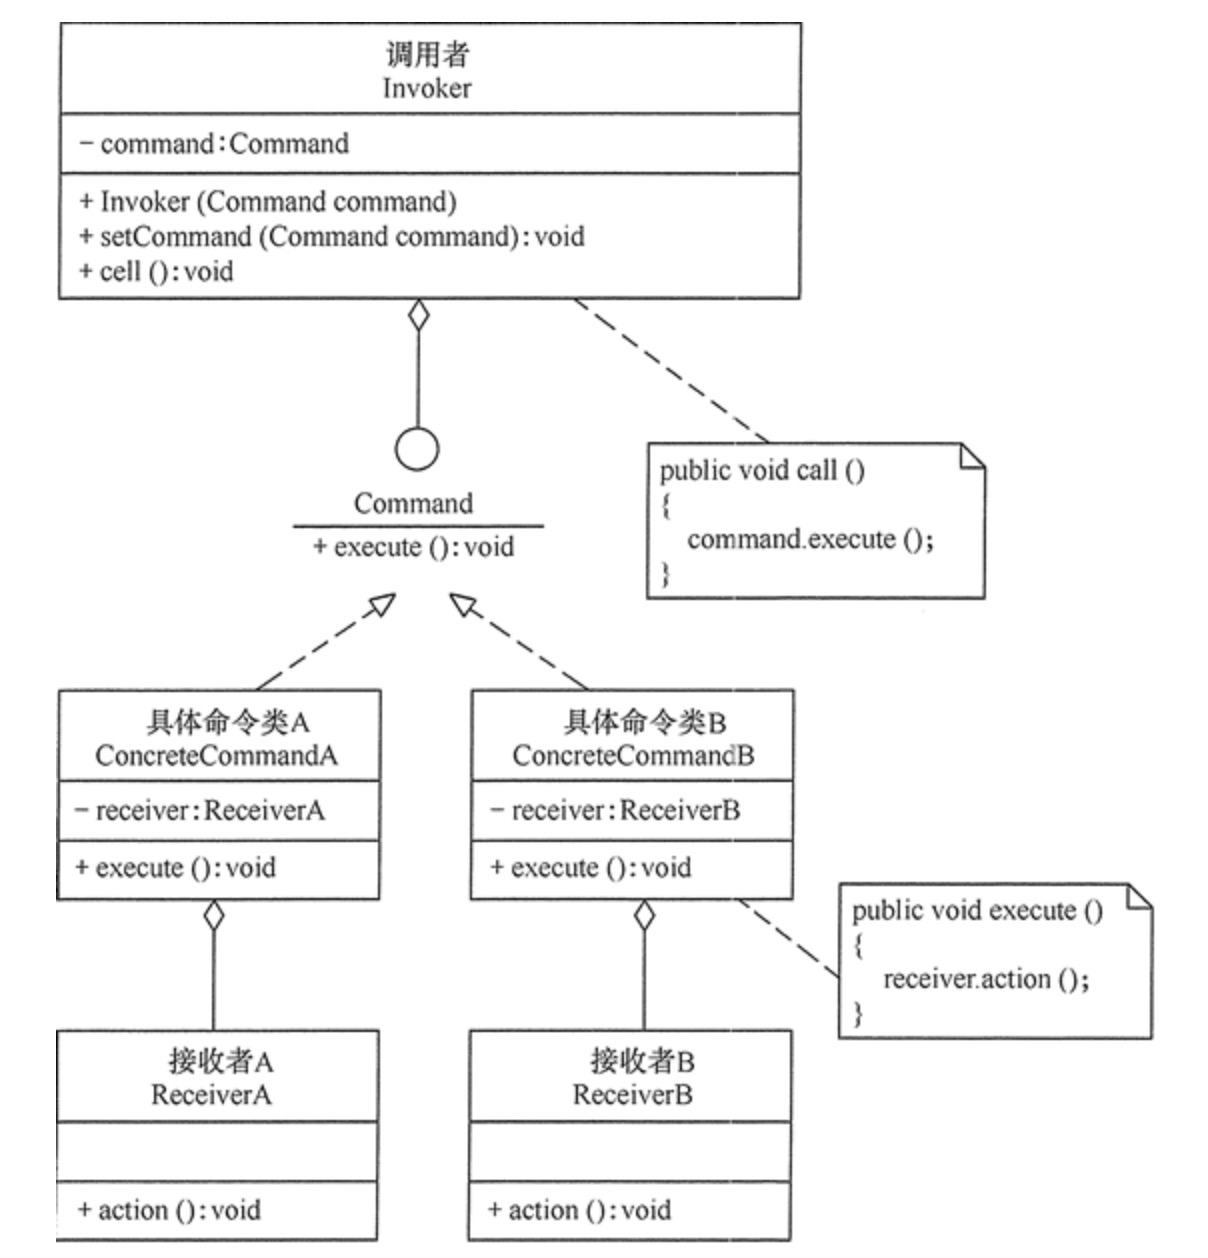 调用者
Invoker
− command:Command
+ Invoker (Command command)
+ setCommand (Command command):void
+ cell ():void
public void call ()
{
command.execute ();
}
Command
+ execute ():void
具体命令类A
ConcreteCommandA
− receiver:ReceiverA
+ execute ():void
具体命令类B
ConcreteCommandB
− receiver:ReceiverB
+ execute ():void
public void execute ()
{
receiver.action ();
}
接收者A
ReceiverA
+ action ():void
接收者B
ReceiverB
+ action ():void